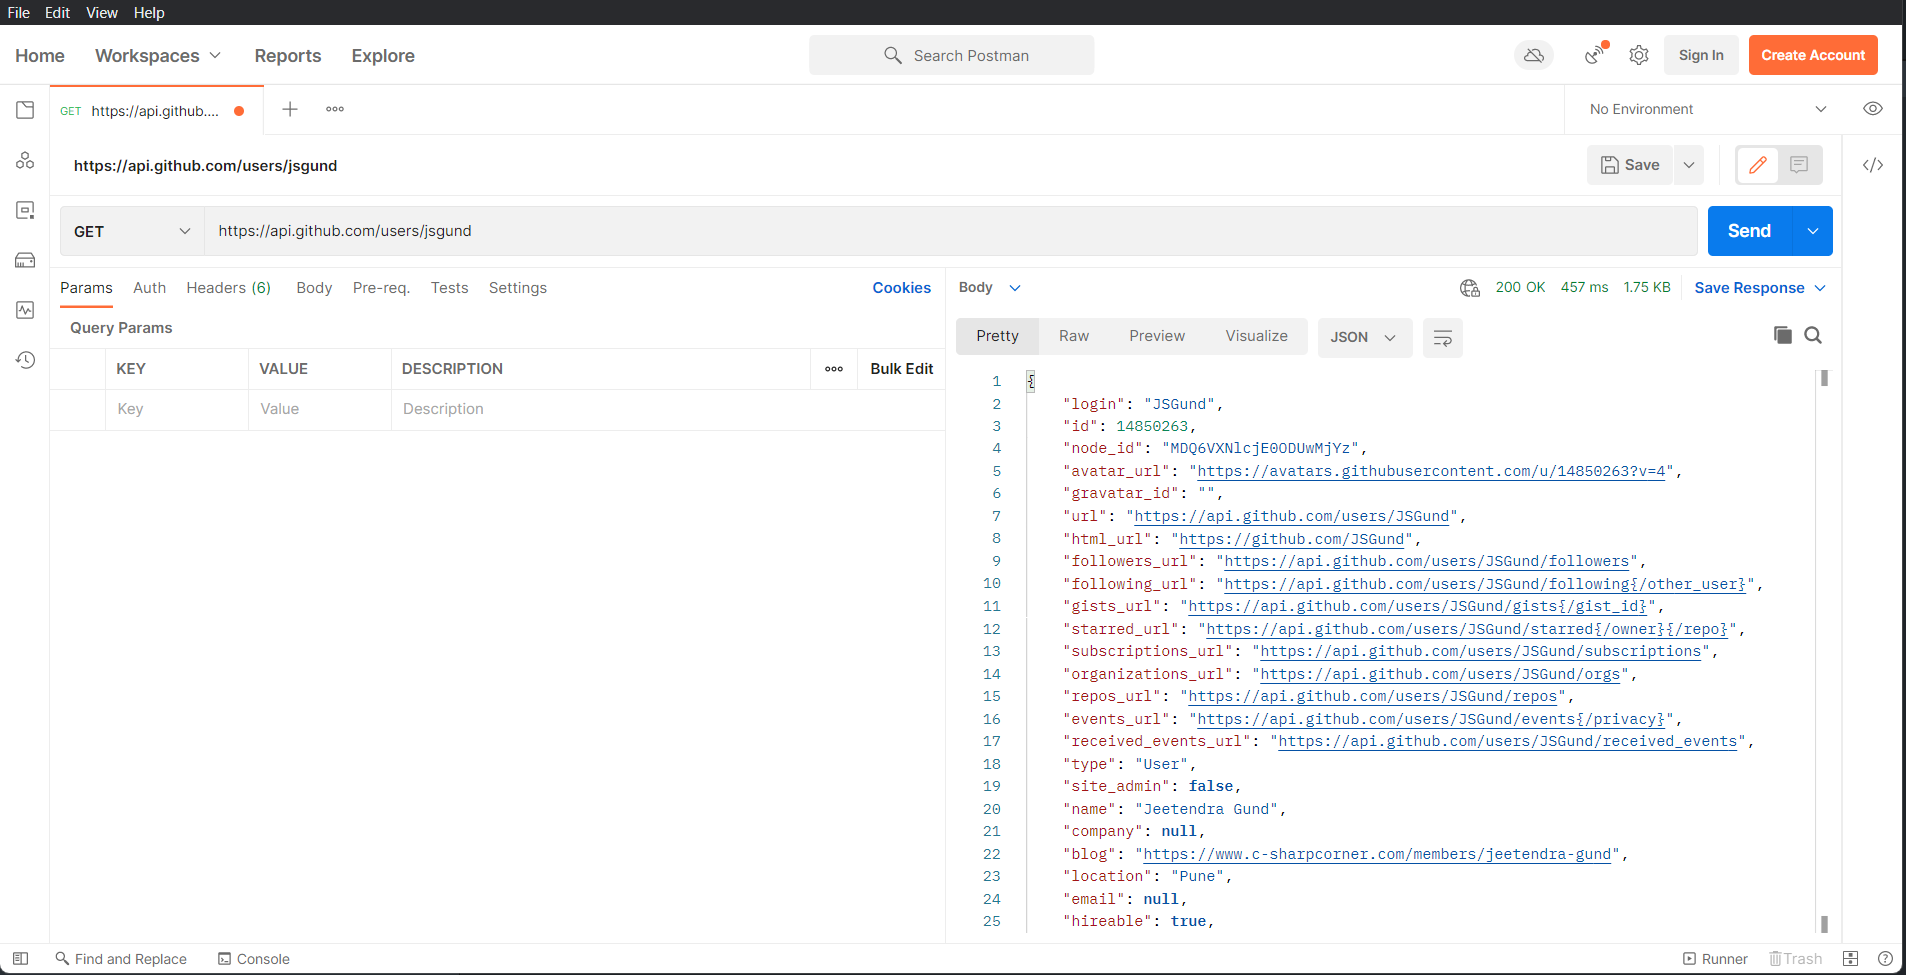 File Edit View Help
Home Workspaces Reports Explore Search Postman Sign In Create Account
GET https://api.github.... No Environment
https://api.github.com/users/jsgund Save
GET https://api.github.com/users/jsgund Send
Params Auth Headers (6) Body Pre-req. Tests Settings Cookies
Body 200 OK 457 ms 1.75 KB Save Response
Query Params
Pretty Raw Preview Visualize JSON
KEY VALUE DESCRIPTION Bulk Edit
Key Value Description
1 {
2 "login": "JSGund",
3 "id": 14850263,
4 "node_id": "MDQ6VXNlcjE0ODUwMjYz",
5 "avatar_url": "https://avatars.githubusercontent.com/u/14850263?v=4",
6 "gravatar_id": "",
7 "url": "https://api.github.com/users/JSGund",
8 "html_url": "https://github.com/JSGund",
9 "followers_url": "https://api.github.com/users/JSGund/followers",
10 "following_url": "https://api.github.com/users/JSGund/following{/other_user}",
11 "gists_url": "https://api.github.com/users/JSGund/gists{/gist_id}",
12 "starred_url": "https://api.github.com/users/JSGund/starred{/owner}{/repo}",
13 "subscriptions_url": "https://api.github.com/users/JSGund/subscriptions",
14 "organizations_url": "https://api.github.com/users/JSGund/orgs",
15 "repos_url": "https://api.github.com/users/JSGund/repos",
16 "events_url": "https://api.github.com/users/JSGund/events{/privacy}",
17 "received_events_url": "https://api.github.com/users/JSGund/received_events",
18 "type": "User",
19 "site_admin": false,
20 "name": "Jeetendra Gund",
21 "company": null,
22 "blog": "https://www.c-sharpcorner.com/members/jeetendra-gund",
23 "location": "Pune",
24 "email": null,
25 "hireable": true,
Find and Replace Console Runner Trash